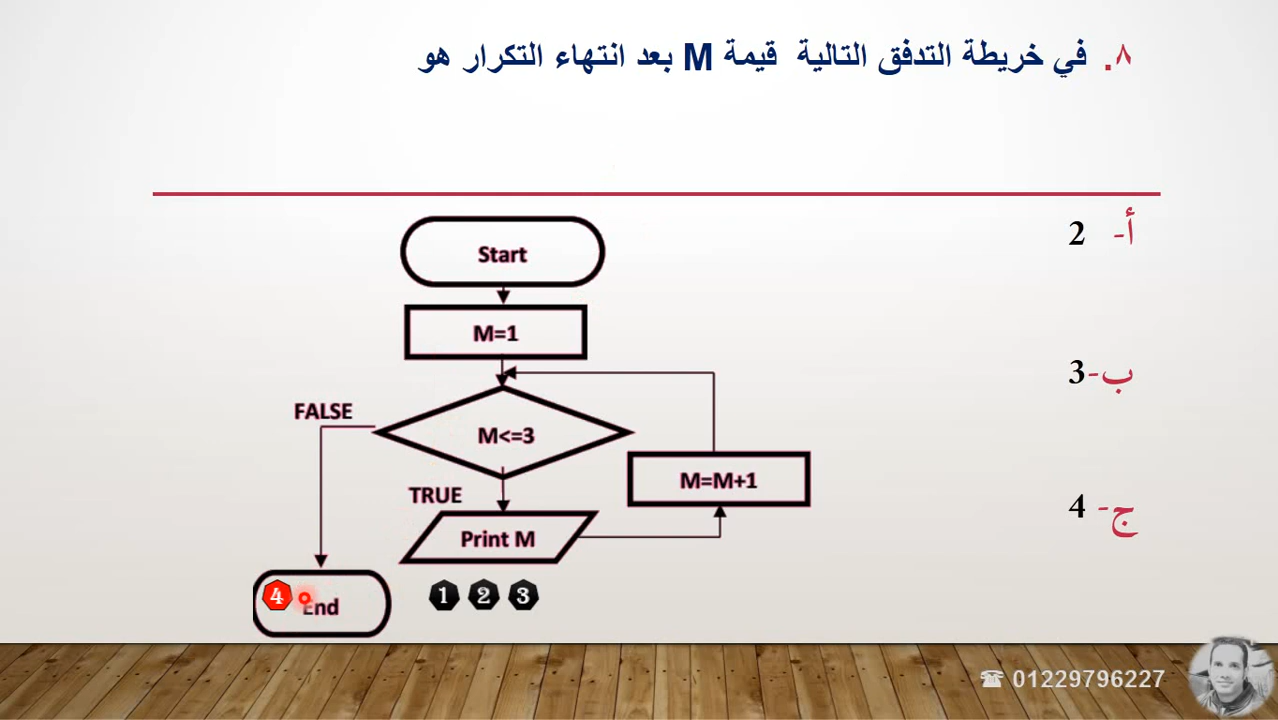 ٨. في خريطة التدفق التالية قيمة M بعد انتهاء التكرار هو
أ- 2
ب- 3
ج- 4
Start
M=1
FALSE
M<=3
M=M+1
TRUE
Print M
4 End
1 2 3
☎ 01229796227